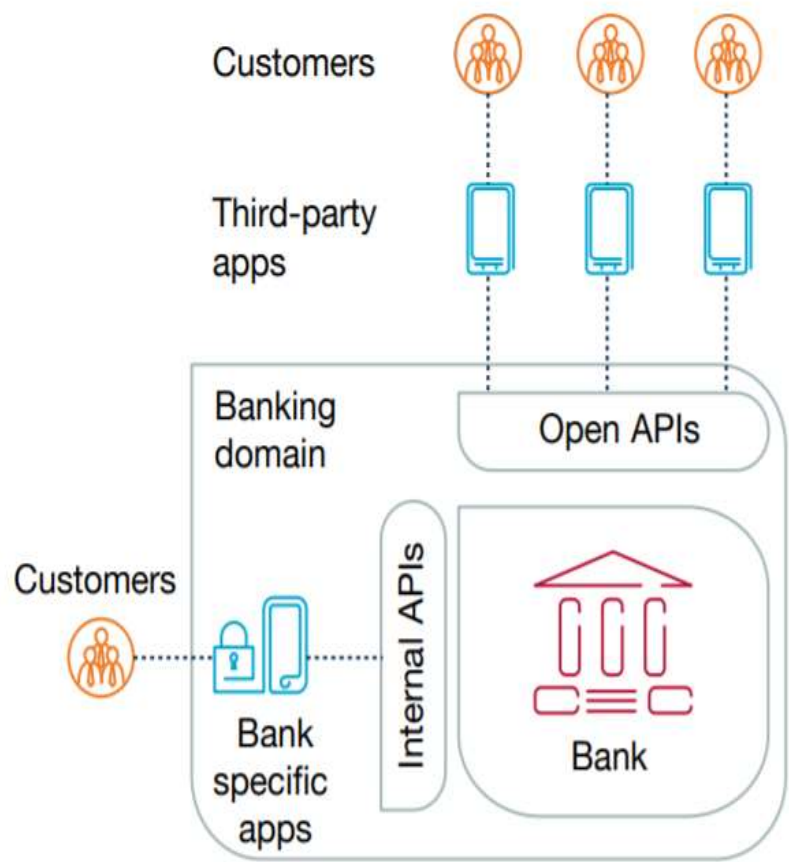 Customers
Third-party
apps
Banking
domain
Open APIs
Customers
Internal APIs
Bank
specific
apps
Bank